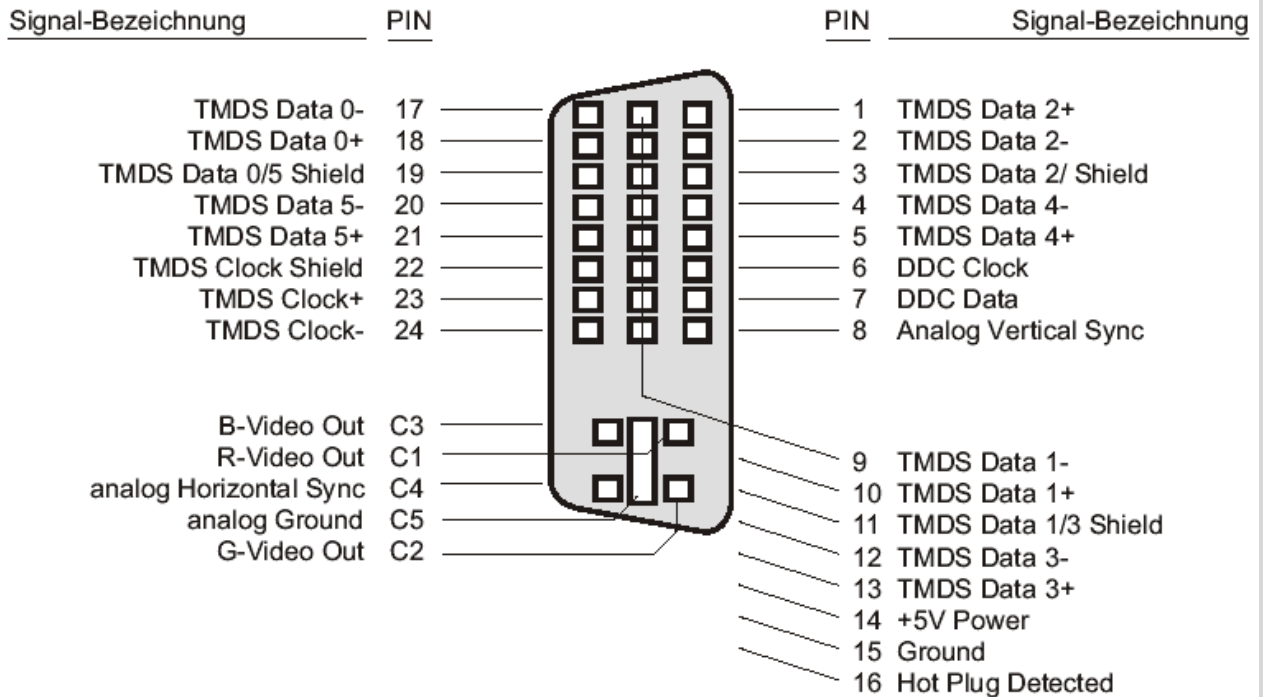 Signal-Bezeichnung PIN
TMDS Data 0- 17
TMDS Data 0+ 18
TMDS Data 0/5 Shield 19
TMDS Data 5- 20
TMDS Data 5+ 21
TMDS Clock Shield 22
TMDS Clock+ 23
TMDS Clock- 24
B-Video Out C3
R-Video Out C1
analog Horizontal Sync C4
analog Ground C5
G-Video Out C2
PIN Signal-Bezeichnung
1 TMDS Data 2+
2 TMDS Data 2-
3 TMDS Data 2/ Shield
4 TMDS Data 4-
5 TMDS Data 4+
6 DDC Clock
7 DDC Data
8 Analog Vertical Sync
9 TMDS Data 1-
10 TMDS Data 1+
11 TMDS Data 1/3 Shield
12 TMDS Data 3-
13 TMDS Data 3+
14 +5V Power
15 Ground
16 Hot Plug Detected